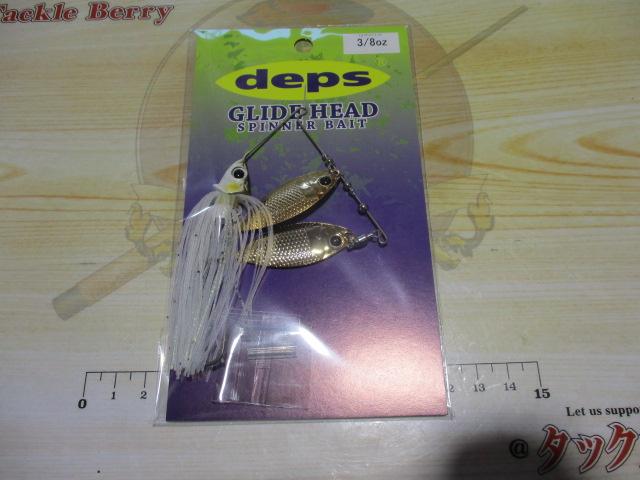 Tackle Berry
3/8oz
deps®
GLIDE HEAD
SPINNER BAIT
0 1 2 13 14 15
Let us suppo
@ タック